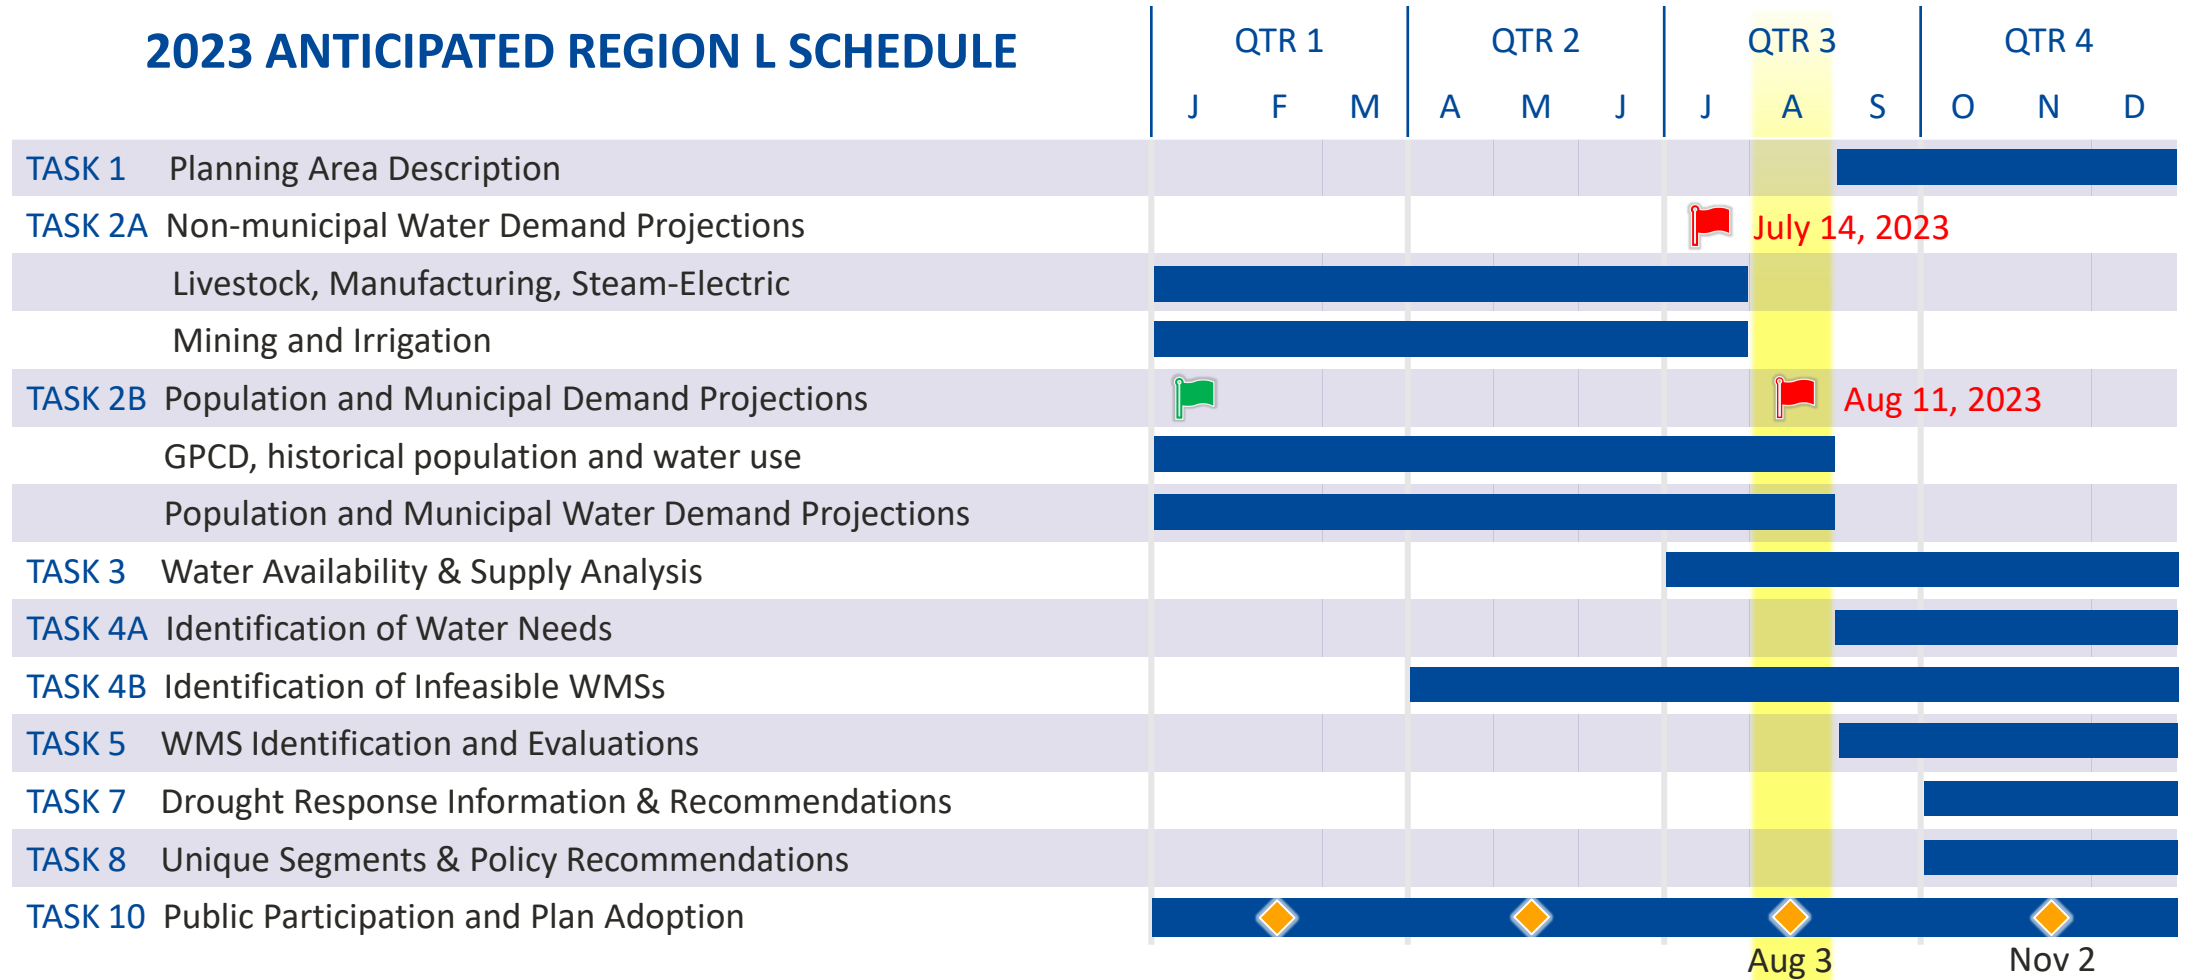 2023 ANTICIPATED REGION L SCHEDULE
QTR 1 QTR 2 QTR 3 QTR 4
J F M A M J J A S O N D
TASK 1 Planning Area Description
TASK 2A Non-municipal Water Demand Projections July 14, 2023
Livestock, Manufacturing, Steam-Electric
Mining and Irrigation
TASK 2B Population and Municipal Demand Projections Aug 11, 2023
GPCD, historical population and water use
Population and Municipal Water Demand Projections
TASK 3 Water Availability & Supply Analysis
TASK 4A Identification of Water Needs
TASK 4B Identification of Infeasible WMSs
TASK 5 WMS Identification and Evaluations
TASK 7 Drought Response Information & Recommendations
TASK 8 Unique Segments & Policy Recommendations
TASK 10 Public Participation and Plan Adoption
Aug 3 Nov 2